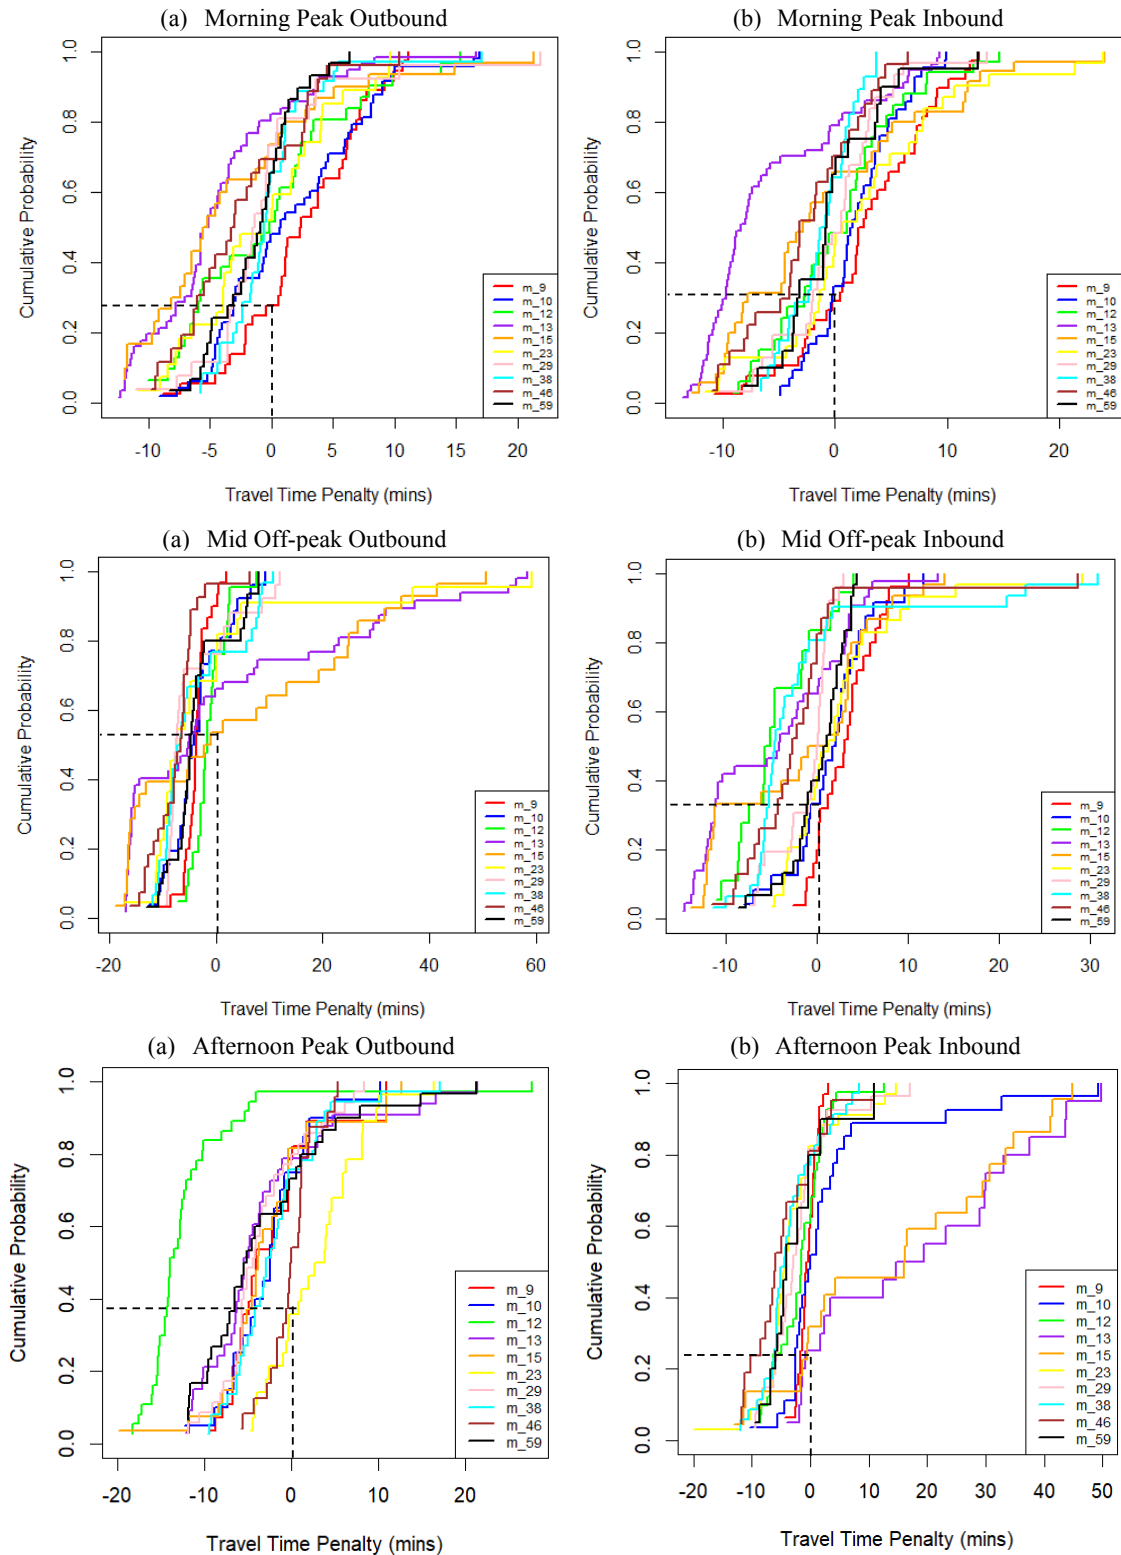 (a) Morning Peak Outbound
Cumulative Probability
1.0
0.8
0.6
0.4
0.2
0.0
m_9
m_10
m_12
m_13
m_15
m_23
m_29
m_38
m_46
m_59
-10 -5 0 5 10 15 20
Travel Time Penalty (mins)
(b) Morning Peak Inbound
Cumulative Probability
1.0
0.8
0.6
0.4
0.2
0.0
m_9
m_10
m_12
m_13
m_15
m_23
m_29
m_38
m_46
m_59
-10 0 10 20
Travel Time Penalty (mins)
(a) Mid Off-peak Outbound
Cumulative Probability
1.0
0.8
0.6
0.4
0.2
0.0
m_9
m_10
m_12
m_13
m_15
m_23
m_29
m_38
m_46
m_59
-20 0 20 40 60
Travel Time Penalty (mins)
(b) Mid Off-peak Inbound
Cumulative Probability
1.0
0.8
0.6
0.4
0.2
0.0
m_9
m_10
m_12
m_13
m_15
m_23
m_29
m_38
m_46
m_59
-10 0 10 20 30
Travel Time Penalty (mins)
(a) Afternoon Peak Outbound
Cumulative Probability
1.0
0.8
0.6
0.4
0.2
0.0
m_9
m_10
m_12
m_13
m_15
m_23
m_29
m_38
m_46
m_59
-20 -10 0 10 20
Travel Time Penalty (mins)
(b) Afternoon Peak Inbound
Cumulative Probability
1.0
0.8
0.6
0.4
0.2
0.0
m_9
m_10
m_12
m_13
m_15
m_23
m_29
m_38
m_46
m_59
-20 -10 0 10 20 30 40 50
Travel Time Penalty (mins)